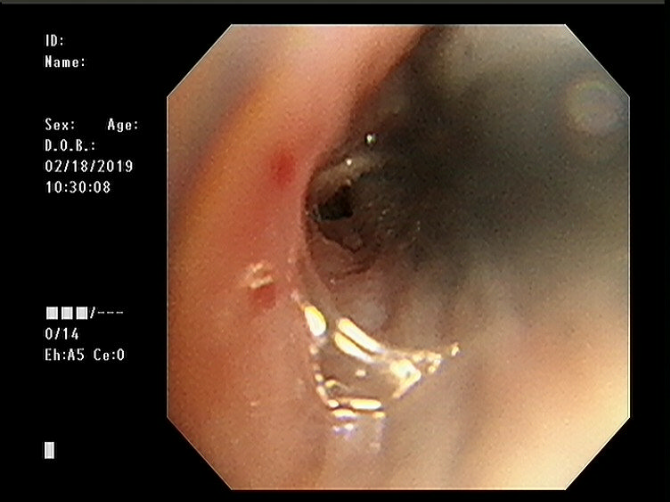 ID:
Name:
Sex: Age:
D.O.B.:
02/18/2019
10:30:08
■■■/---
0/14
Eh:A5 Ce:0